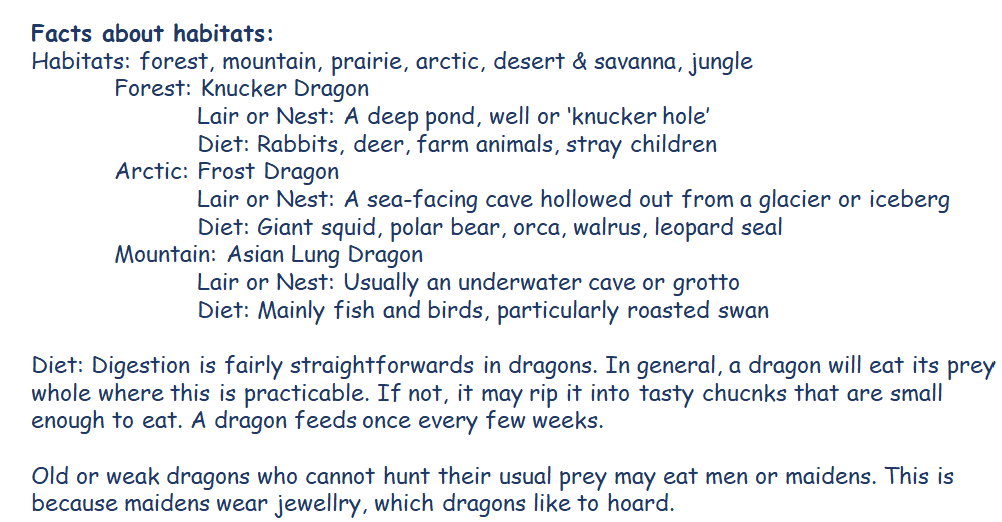 Facts about habitats:
Habitats: forest, mountain, prairie, arctic, desert & savanna, jungle
Forest: Knucker Dragon
Lair or Nest: A deep pond, well or ‘knucker hole’
Diet: Rabbits, deer, farm animals, stray children
Arctic: Frost Dragon
Lair or Nest: A sea-facing cave hollowed out from a glacier or iceberg
Diet: Giant squid, polar bear, orca, walrus, leopard seal
Mountain: Asian Lung Dragon
Lair or Nest: Usually an underwater cave or grotto
Diet: Mainly fish and birds, particularly roasted swan
Diet: Digestion is fairly straightforwards in dragons. In general, a dragon will eat its prey
whole where this is practicable. If not, it may rip it into tasty chucnks that are small
enough to eat. A dragon feeds once every few weeks.
Old or weak dragons who cannot hunt their usual prey may eat men or maidens. This is
because maidens wear jewellry, which dragons like to hoard.